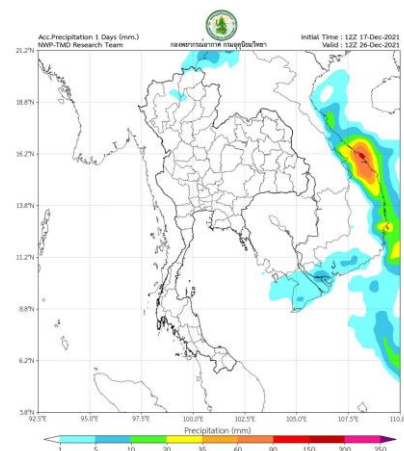 Acc.Precipitation 1 Days (mm.)
NWP-TMD Research Team
กองพยากรณ์อากาศ กรมอุตุนิยมวิทยา
Initial Time : 12Z 17-Dec-2021
Valid : 12Z 26-Dec-2021
21.2°N
18.7°N
16.2°N
13.8°N
11.2°N
8.8°N
6.2°N
3.8°N
92.5°E 95.0°E 97.5°E 100.0°E 102.5°E 105.0°E 107.5°E 110.0°E
Precipitation (mm)
1 5 10 20 35 60 90 150 200 250